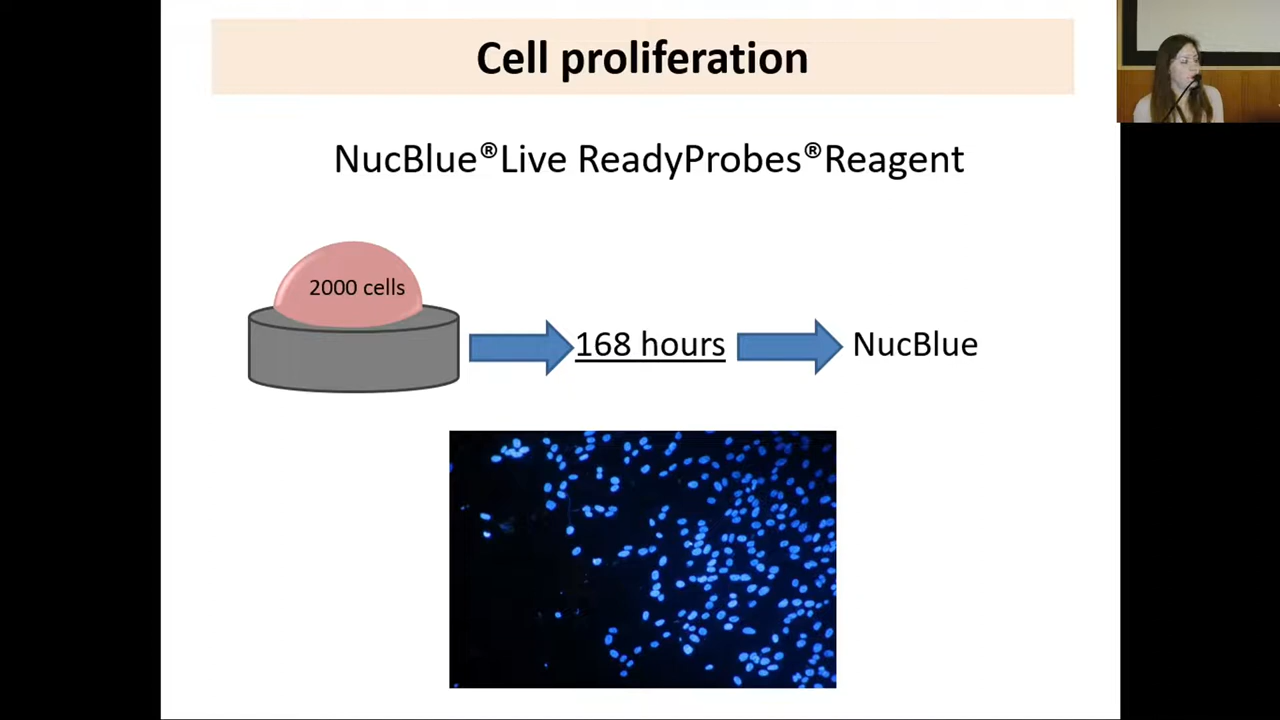 Cell proliferation
NucBlue®Live ReadyProbes®Reagent
2000 cells
168 hours
NucBlue